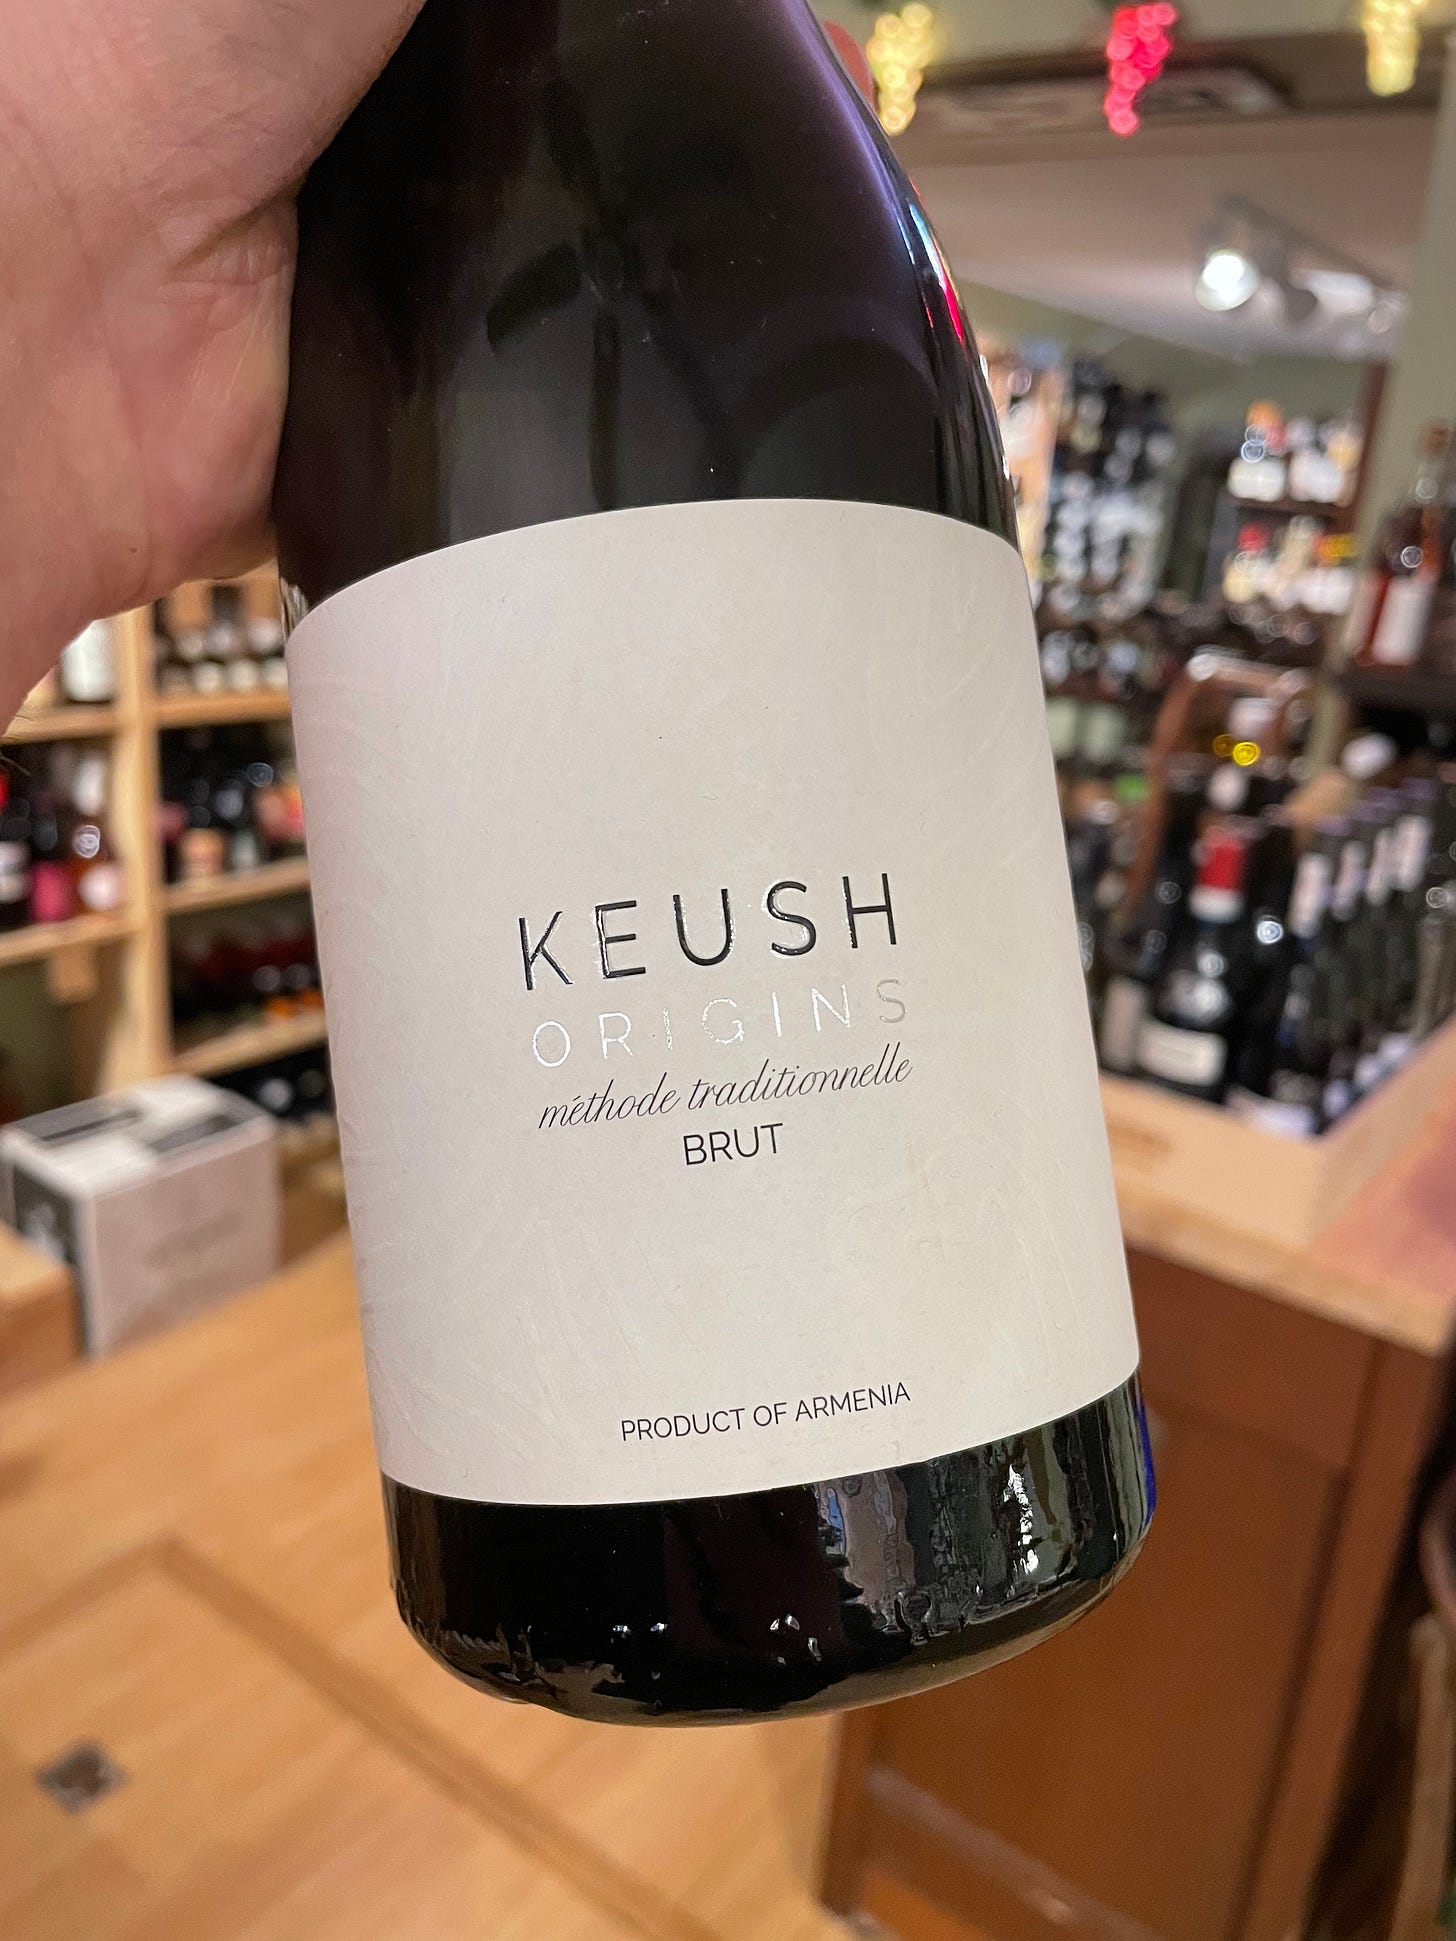 KEUSH
ORIGINS
méthode traditionnelle
BRUT
PRODUCT OF ARMENIA